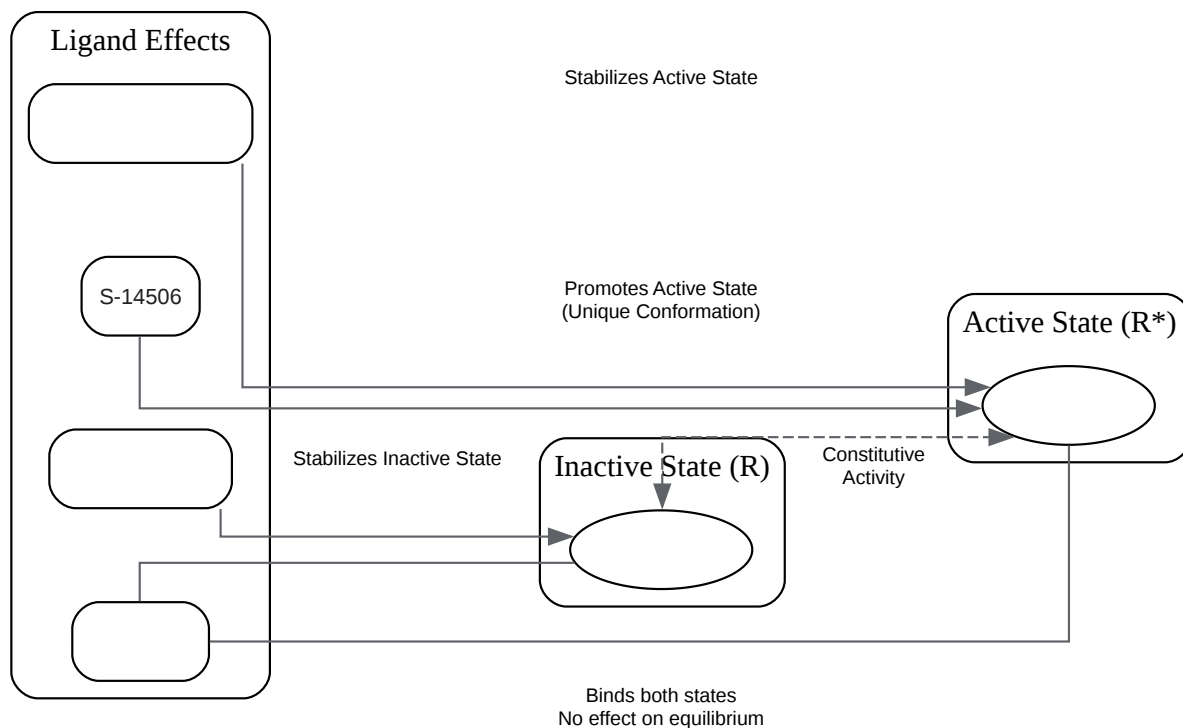 Ligand Effects
Stabilizes Active State
S-14506
Promotes Active State
(Unique Conformation)
Active State (R*)
Stabilizes Inactive State
Inactive State (R)
Constitutive
Activity
Binds both states
No effect on equilibrium